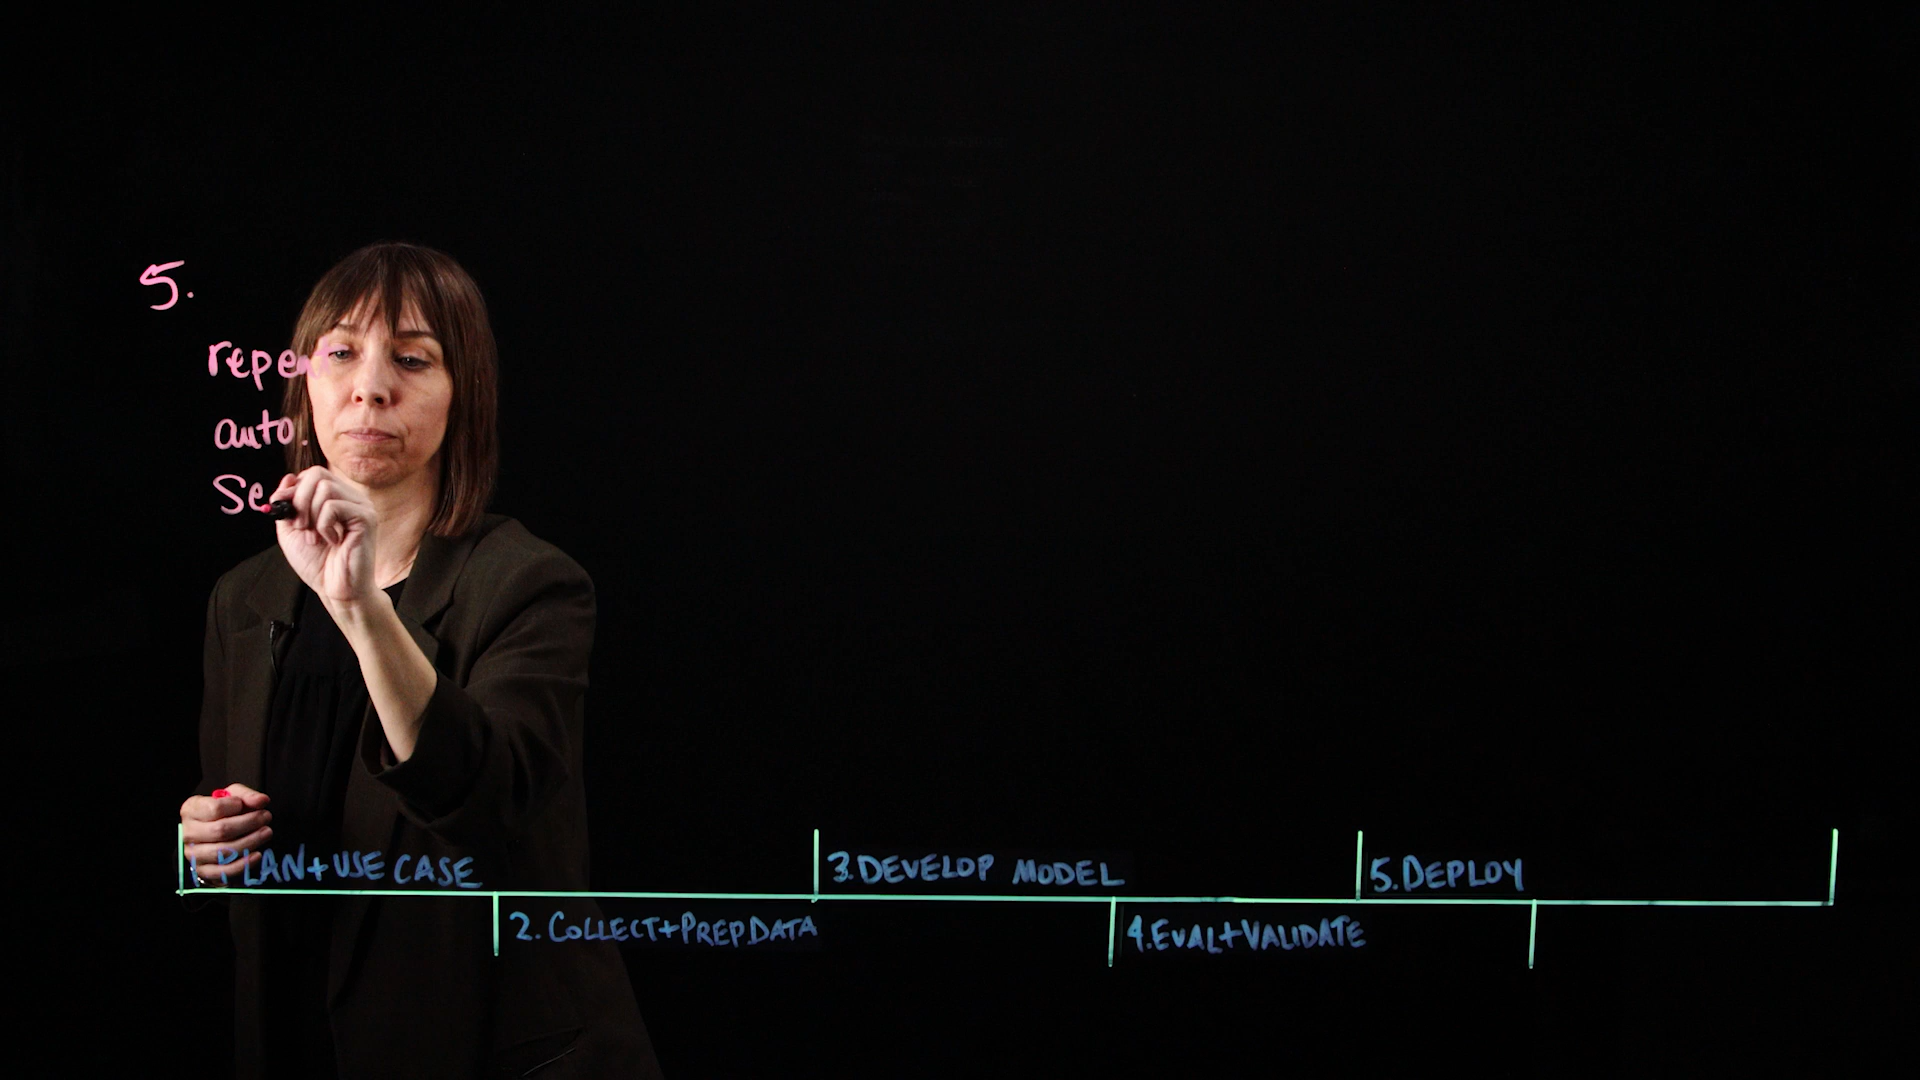 5.
repeat
auto.
Se
1. PLAN+USE CASE
2. COLLECT+PREP DATA
3. DEVELOP MODEL
4. EVAL+VALIDATE
5. DEPLOY